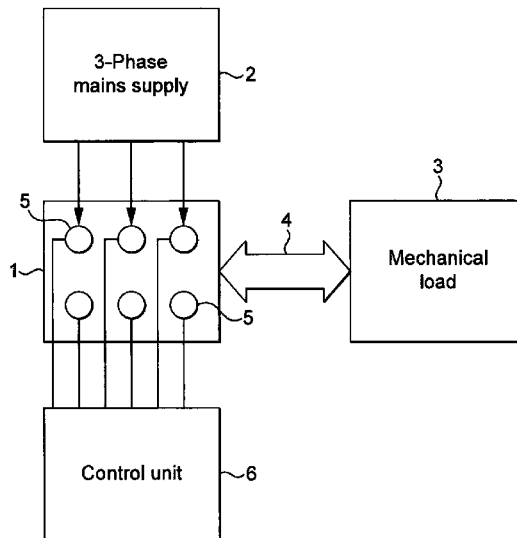 3-Phase
mains supply
2
5
3
4
1
Mechanical
load
5
Control unit
6